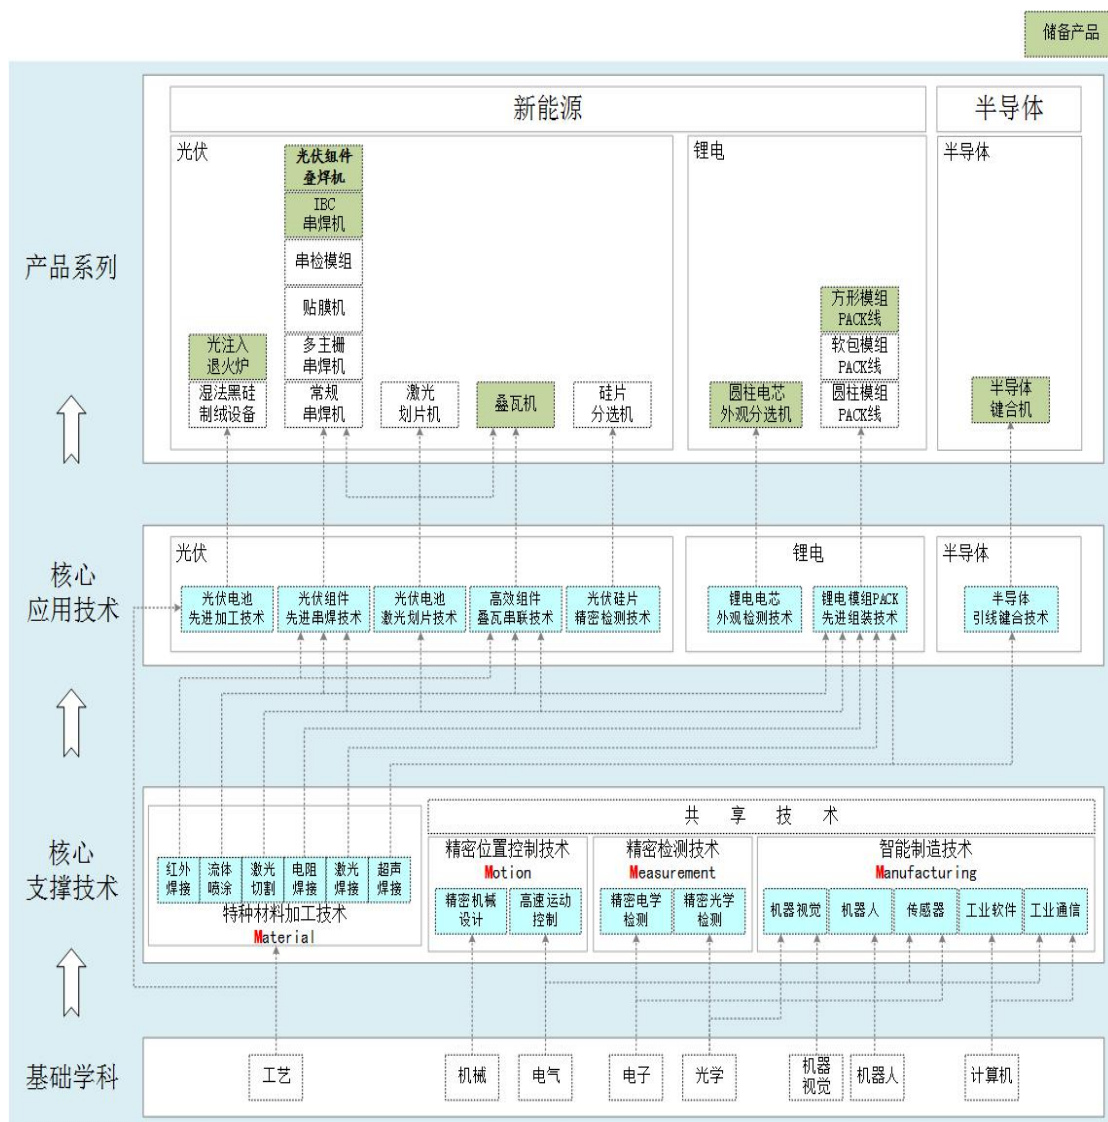 储备产品
新能源
半导体
产品系列
光伏
光伏组件
叠焊机
IBC
串焊机
串检模组
贴膜机
多主栅
串焊机
常规
串焊机
光注入
退火炉
湿法黑硅
制绒设备
激光
划片机
叠瓦机
硅片
分选机
锂电
圆柱电芯
外观分选机
方形模组
PACK线
软包模组
PACK线
圆柱模组
PACK线
半导体
半导体
键合机
核心
应用技术
光伏
光伏电池
先进加工技术
光伏组件
先进串焊技术
光伏电池
激光划片技术
高效组件
叠瓦串联技术
光伏硅片
精密检测技术
锂电
锂电电芯
外观检测技术
锂电模组PACK
先进组装技术
半导体
半导体
引线键合技术
核心
支撑技术
红外
焊接
流体
喷涂
激光
切割
电阻
焊接
激光
焊接
超声
焊接
特种材料加工技术
Material
共享技术
精密位置控制技术
Motion
精密机械
设计
高速运动
控制
精密检测技术
Measurement
精密电学
检测
精密光学
检测
智能制造技术
Manufacturing
机器视觉
机器人
传感器
工业软件
工业通信
基础学科
工艺
机械
电气
电子
光学
机器
视觉
机器人
计算机